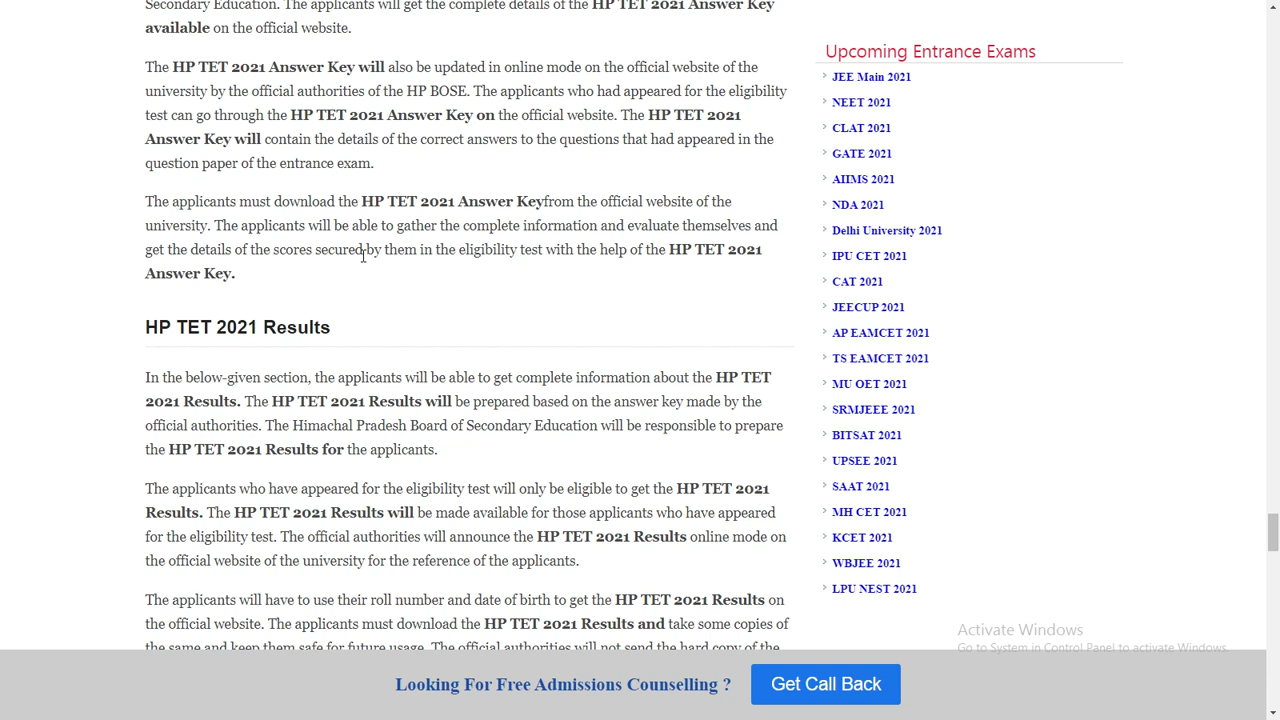 Secondary Education. The applicants will get the complete details of the HP TET 2021 Answer Key
available on the official website.
The HP TET 2021 Answer Key will also be updated in online mode on the official website of the
university by the official authorities of the HP BOSE. The applicants who had appeared for the eligibility
test can go through the HP TET 2021 Answer Key on the official website. The HP TET 2021
Answer Key will contain the details of the correct answers to the questions that had appeared in the
question paper of the entrance exam.
The applicants must download the HP TET 2021 Answer Keyfrom the official website of the
university. The applicants will be able to gather the complete information and evaluate themselves and
get the details of the scores secured by them in the eligibility test with the help of the HP TET 2021
Answer Key.
HP TET 2021 Results
In the below-given section, the applicants will be able to get complete information about the HP TET
2021 Results. The HP TET 2021 Results will be prepared based on the answer key made by the
official authorities. The Himachal Pradesh Board of Secondary Education will be responsible to prepare
the HP TET 2021 Results for the applicants.
The applicants who have appeared for the eligibility test will only be eligible to get the HP TET 2021
Results. The HP TET 2021 Results will be made available for those applicants who have appeared
for the eligibility test. The official authorities will announce the HP TET 2021 Results online mode on
the official website of the university for the reference of the applicants.
The applicants will have to use their roll number and date of birth to get the HP TET 2021 Results on
the official website. The applicants must download the HP TET 2021 Results and take some copies of
the same and keep them safe for future usage. The official authorities will not send the hard copy of the
Upcoming Entrance Exams
JEE Main 2021
NEET 2021
CLAT 2021
GATE 2021
AIIMS 2021
NDA 2021
Delhi University 2021
IPU CET 2021
CAT 2021
JEECUP 2021
AP EAMCET 2021
TS EAMCET 2021
MU OET 2021
SRMJEEE 2021
BITSAT 2021
UPSEE 2021
SAAT 2021
MH CET 2021
KCET 2021
WBJEE 2021
LPU NEST 2021
Activate Windows
Go to System in Control Panel to activate Windows.
Looking For Free Admissions Counselling ?
Get Call Back